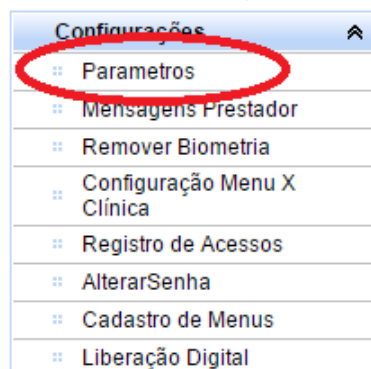 Configurações
Parametros
Mensagens Prestador
Remover Biometria
Configuração Menu X
Clínica
Registro de Acessos
AlterarSenha
Cadastro de Menus
Liberação Digital